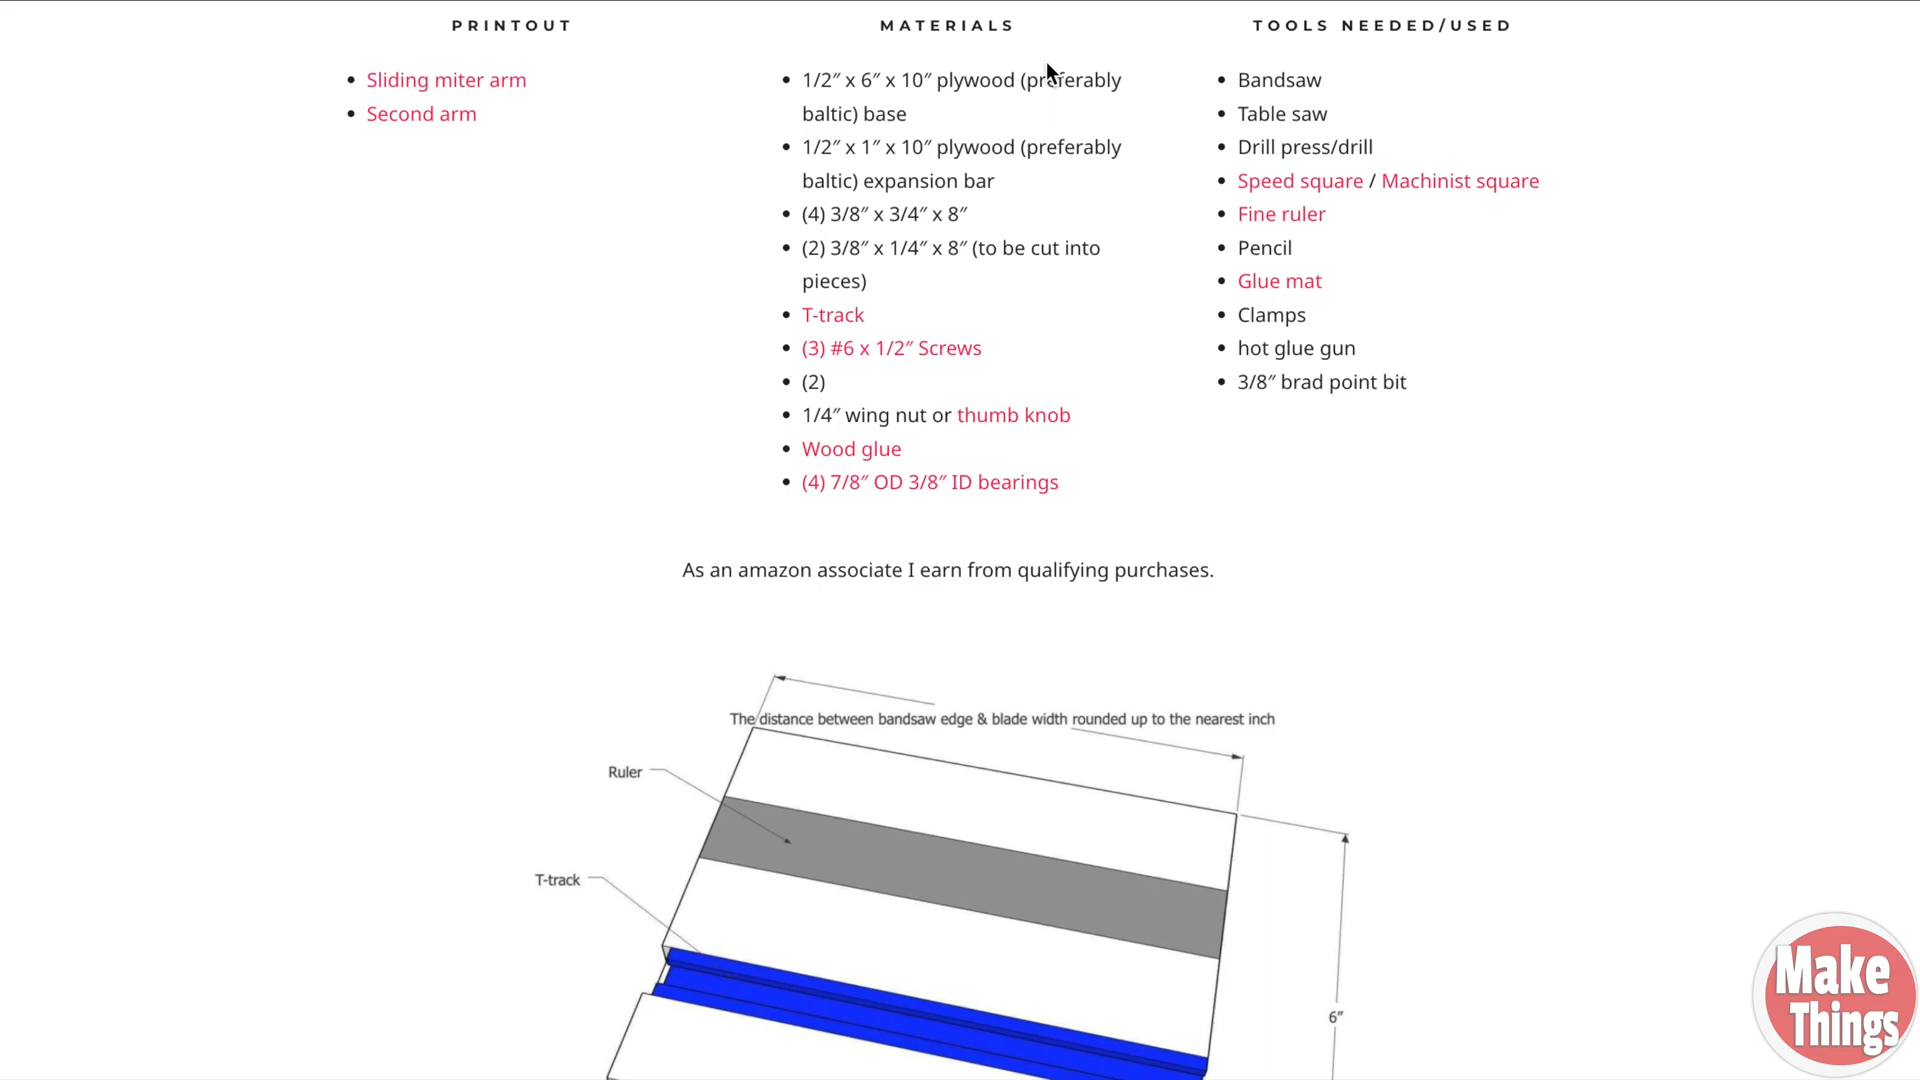 PRINTOUT
Sliding miter arm
Second arm
MATERIALS
1/2″ x 6″ x 10″ plywood (preferably
baltic) base
1/2″ x 1″ x 10″ plywood (preferably
baltic) expansion bar
(4) 3/8″ x 3/4″ x 8″
(2) 3/8″ x 1/4″ x 8″ (to be cut into
pieces)
T-track
(3) #6 x 1/2″ Screws
(2)
1/4″ wing nut or thumb knob
Wood glue
(4) 7/8″ OD 3/8″ ID bearings
TOOLS NEEDED/USED
Bandsaw
Table saw
Drill press/drill
Speed square / Machinist square
Fine ruler
Pencil
Glue mat
Clamps
hot glue gun
3/8″ brad point bit
As an amazon associate I earn from qualifying purchases.
The distance between bandsaw edge & blade width rounded up to the nearest inch
Ruler
T-track
6″
Make
Things